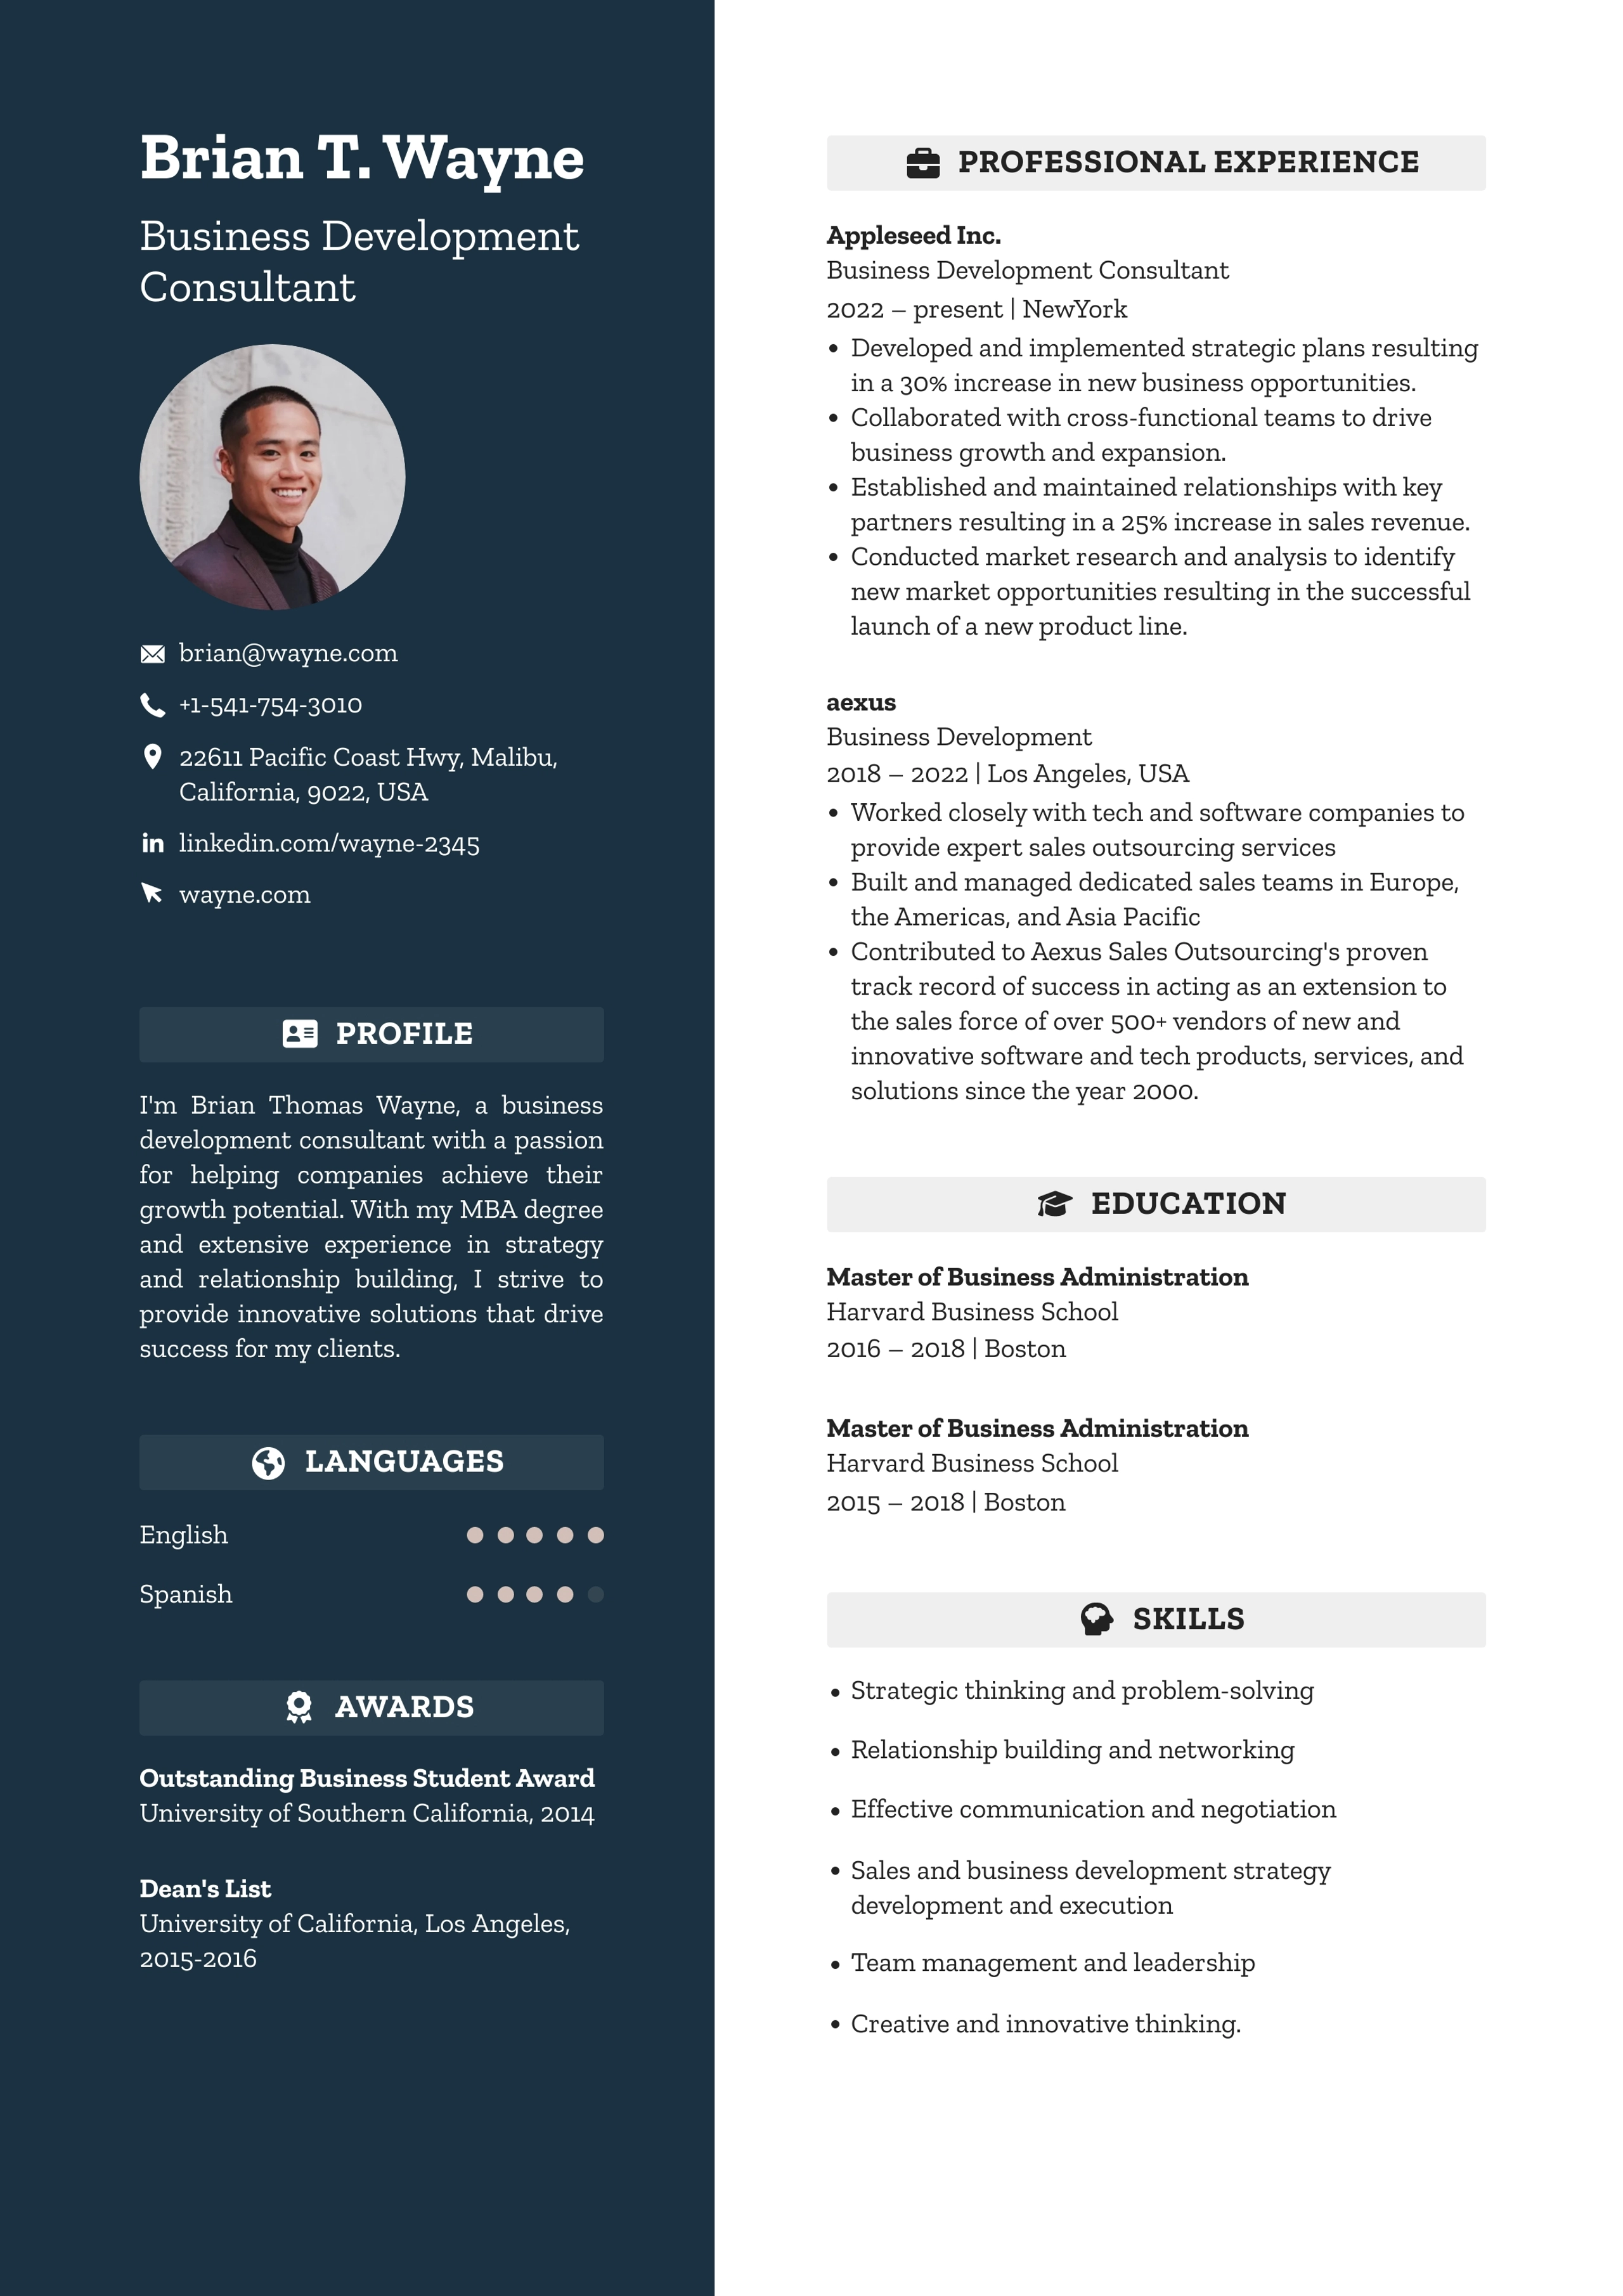 Brian T. Wayne
Business Development
Consultant
brian@wayne.com
+1-541-754-3010
22611 Pacific Coast Hwy, Malibu,
California, 9022, USA
in linkedin.com/wayne-2345
wayne.com
PROFILE
I'm Brian Thomas Wayne, a business
development consultant with a passion
for helping companies achieve their
growth potential. With my MBA degree
and extensive experience in strategy
and relationship building, I strive to
provide innovative solutions that drive
success for my clients.
LANGUAGES
English
Spanish
AWARDS
Outstanding Business Student Award
University of Southern California, 2014
Dean's List
University of California, Los Angeles,
2015-2016
PROFESSIONAL EXPERIENCE
Appleseed Inc.
Business Development Consultant
2022 – present | NewYork
• Developed and implemented strategic plans resulting
in a 30% increase in new business opportunities.
• Collaborated with cross-functional teams to drive
business growth and expansion.
• Established and maintained relationships with key
partners resulting in a 25% increase in sales revenue.
• Conducted market research and analysis to identify
new market opportunities resulting in the successful
launch of a new product line.
aexus
Business Development
2018 – 2022 | Los Angeles, USA
• Worked closely with tech and software companies to
provide expert sales outsourcing services
• Built and managed dedicated sales teams in Europe,
the Americas, and Asia Pacific
• Contributed to Aexus Sales Outsourcing's proven
track record of success in acting as an extension to
the sales force of over 500+ vendors of new and
innovative software and tech products, services, and
solutions since the year 2000.
EDUCATION
Master of Business Administration
Harvard Business School
2016 – 2018 | Boston
Master of Business Administration
Harvard Business School
2015 – 2018 | Boston
SKILLS
• Strategic thinking and problem-solving
• Relationship building and networking
• Effective communication and negotiation
• Sales and business development strategy
development and execution
• Team management and leadership
• Creative and innovative thinking.